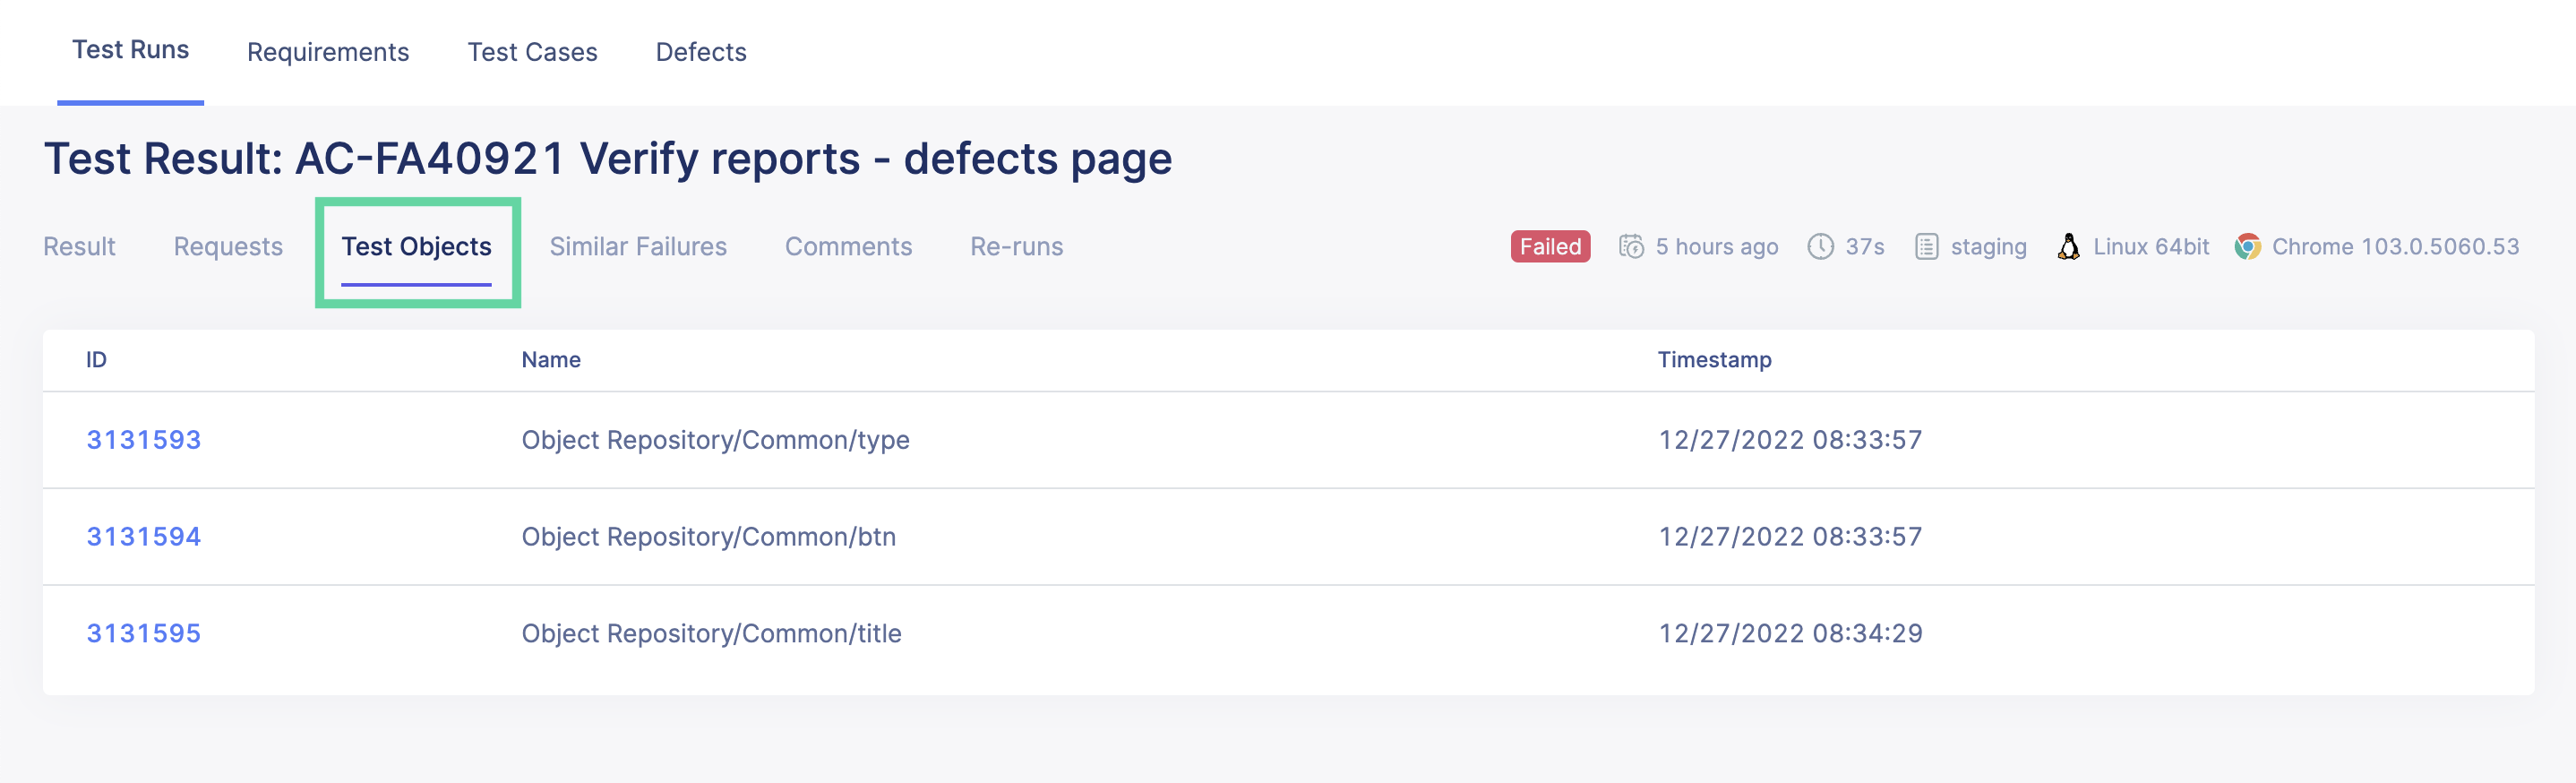 Test Runs Requirements Test Cases Defects
Test Result: AC-FA40921 Verify reports - defects page
Result Requests Test Objects Similar Failures Comments Re-runs Failed 5 hours ago 37s staging Linux 64bit Chrome 103.0.5060.53
ID Name Timestamp
3131593 Object Repository/Common/type 12/27/2022 08:33:57
3131594 Object Repository/Common/btn 12/27/2022 08:33:57
3131595 Object Repository/Common/title 12/27/2022 08:34:29